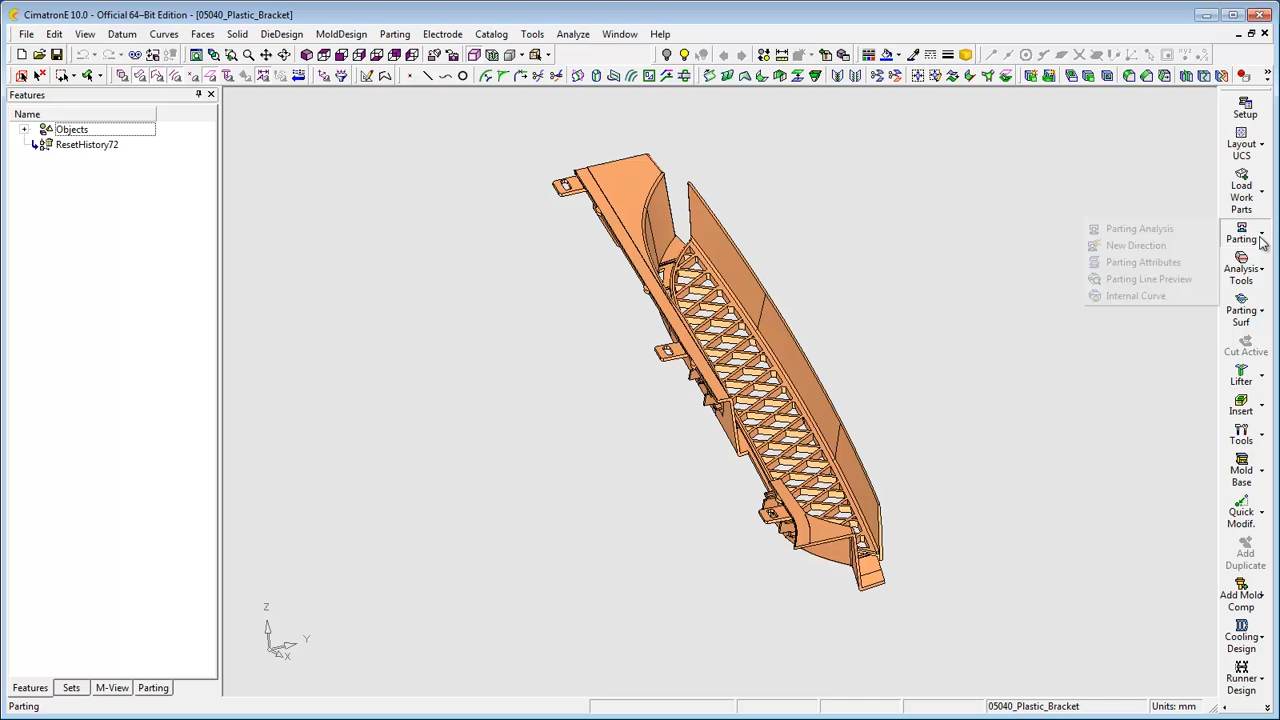 CimatronE 10.0 - Official 64-Bit Edition - [05040_Plastic_Bracket]
File Edit View Datum Curves Faces Solid DieDesign MoldDesign Parting Electrode Catalog Tools Analyze Window Help
Features
Name
Objects
ResetHistory72
Setup
Layout
UCS
Load
Work
Parts
Parting
Parting Analysis
New Direction
Parting Attributes
Parting Line Preview
Internal Curve
Analysis
Tools
Parting
Surf
Cut Active
Lifter
Insert
Tools
Mold
Base
Quick
Modif.
Add
Duplicate
Add Mold
Comp
Cooling
Design
Runner
Design
Z
Y
X
Features Sets M-View Parting
Parting 05040_Plastic_Bracket Units: mm